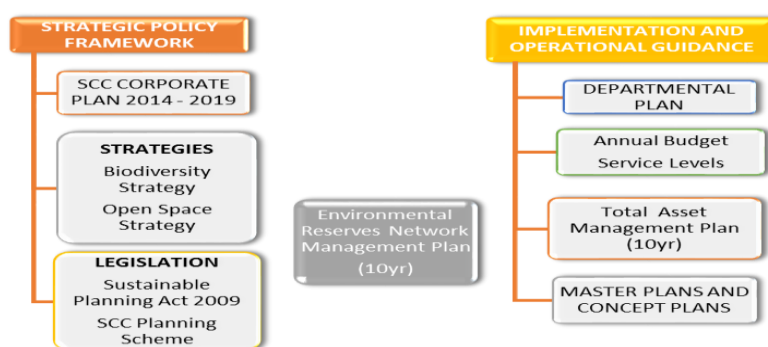 STRATEGIC POLICY
FRAMEWORK
SCC CORPORATE
PLAN 2014 - 2019
STRATEGIES
Biodiversity
Strategy
Open Space
Strategy
LEGISLATION
Sustainable
Planning Act 2009
SCC Planning
Scheme
Environmental
Reserves Network
Management Plan
(10yr)
IMPLEMENTATION AND
OPERATIONAL GUIDANCE
DEPARTMENTAL
PLAN
Annual Budget
Service Levels
Total Asset
Management Plan
(10yr)
MASTER PLANS AND
CONCEPT PLANS